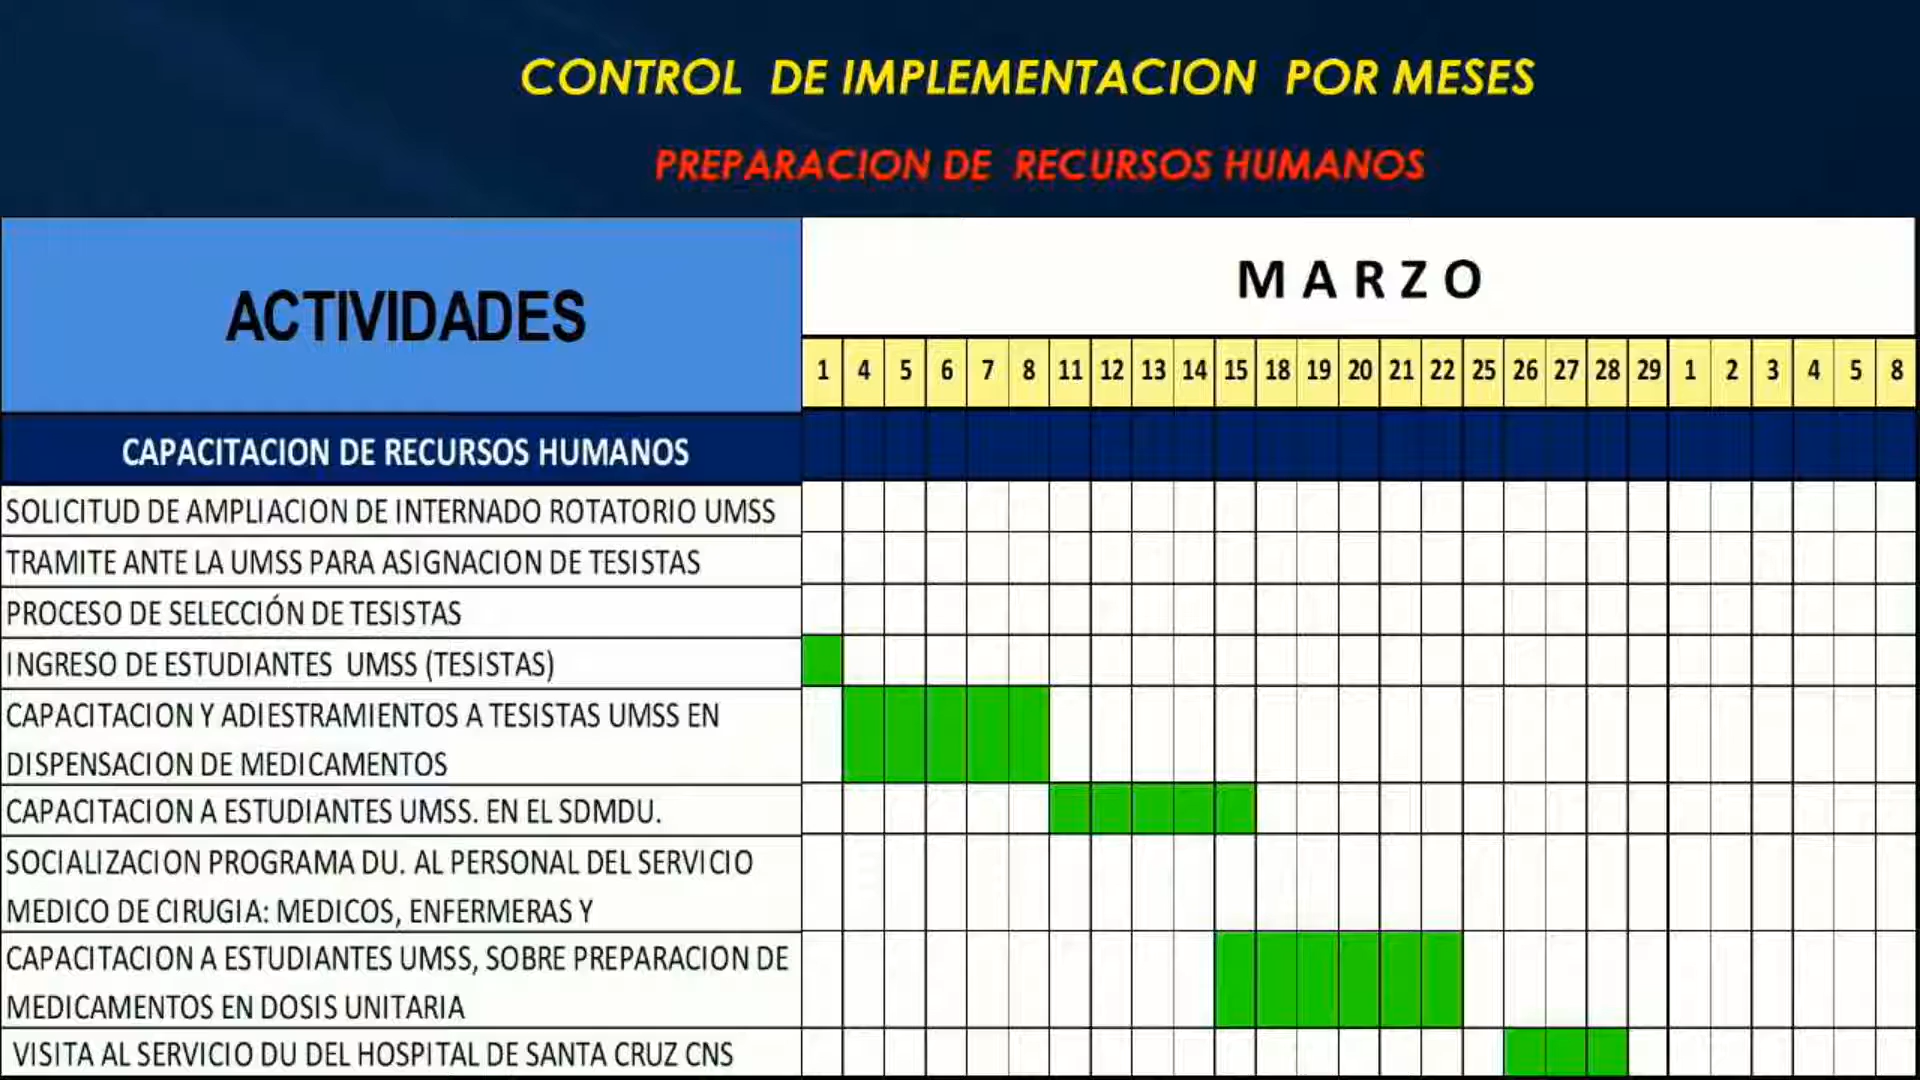 CONTROL DE IMPLEMENTACION POR MESES
PREPARACION DE RECURSOS HUMANOS
ACTIVIDADES
MARZO
1 4 5 6 7 8 11 12 13 14 15 18 19 20 21 22 25 26 27 28 29 1 2 3 4 5 8
CAPACITACION DE RECURSOS HUMANOS
SOLICITUD DE AMPLIACION DE INTERNADO ROTATORIO UMSS
TRAMITE ANTE LA UMSS PARA ASIGNACION DE TESISTAS
PROCESO DE SELECCIÓN DE TESISTAS
INGRESO DE ESTUDIANTES UMSS (TESISTAS)
CAPACITACION Y ADIESTRAMIENTOS A TESISTAS UMSS EN
DISPENSACION DE MEDICAMENTOS
CAPACITACION A ESTUDIANTES UMSS. EN EL SDMDU.
SOCIALIZACION PROGRAMA DU. AL PERSONAL DEL SERVICIO
MEDICO DE CIRUGIA: MEDICOS, ENFERMERAS Y
CAPACITACION A ESTUDIANTES UMSS, SOBRE PREPARACION DE
MEDICAMENTOS EN DOSIS UNITARIA
VISITA AL SERVICIO DU DEL HOSPITAL DE SANTA CRUZ CNS